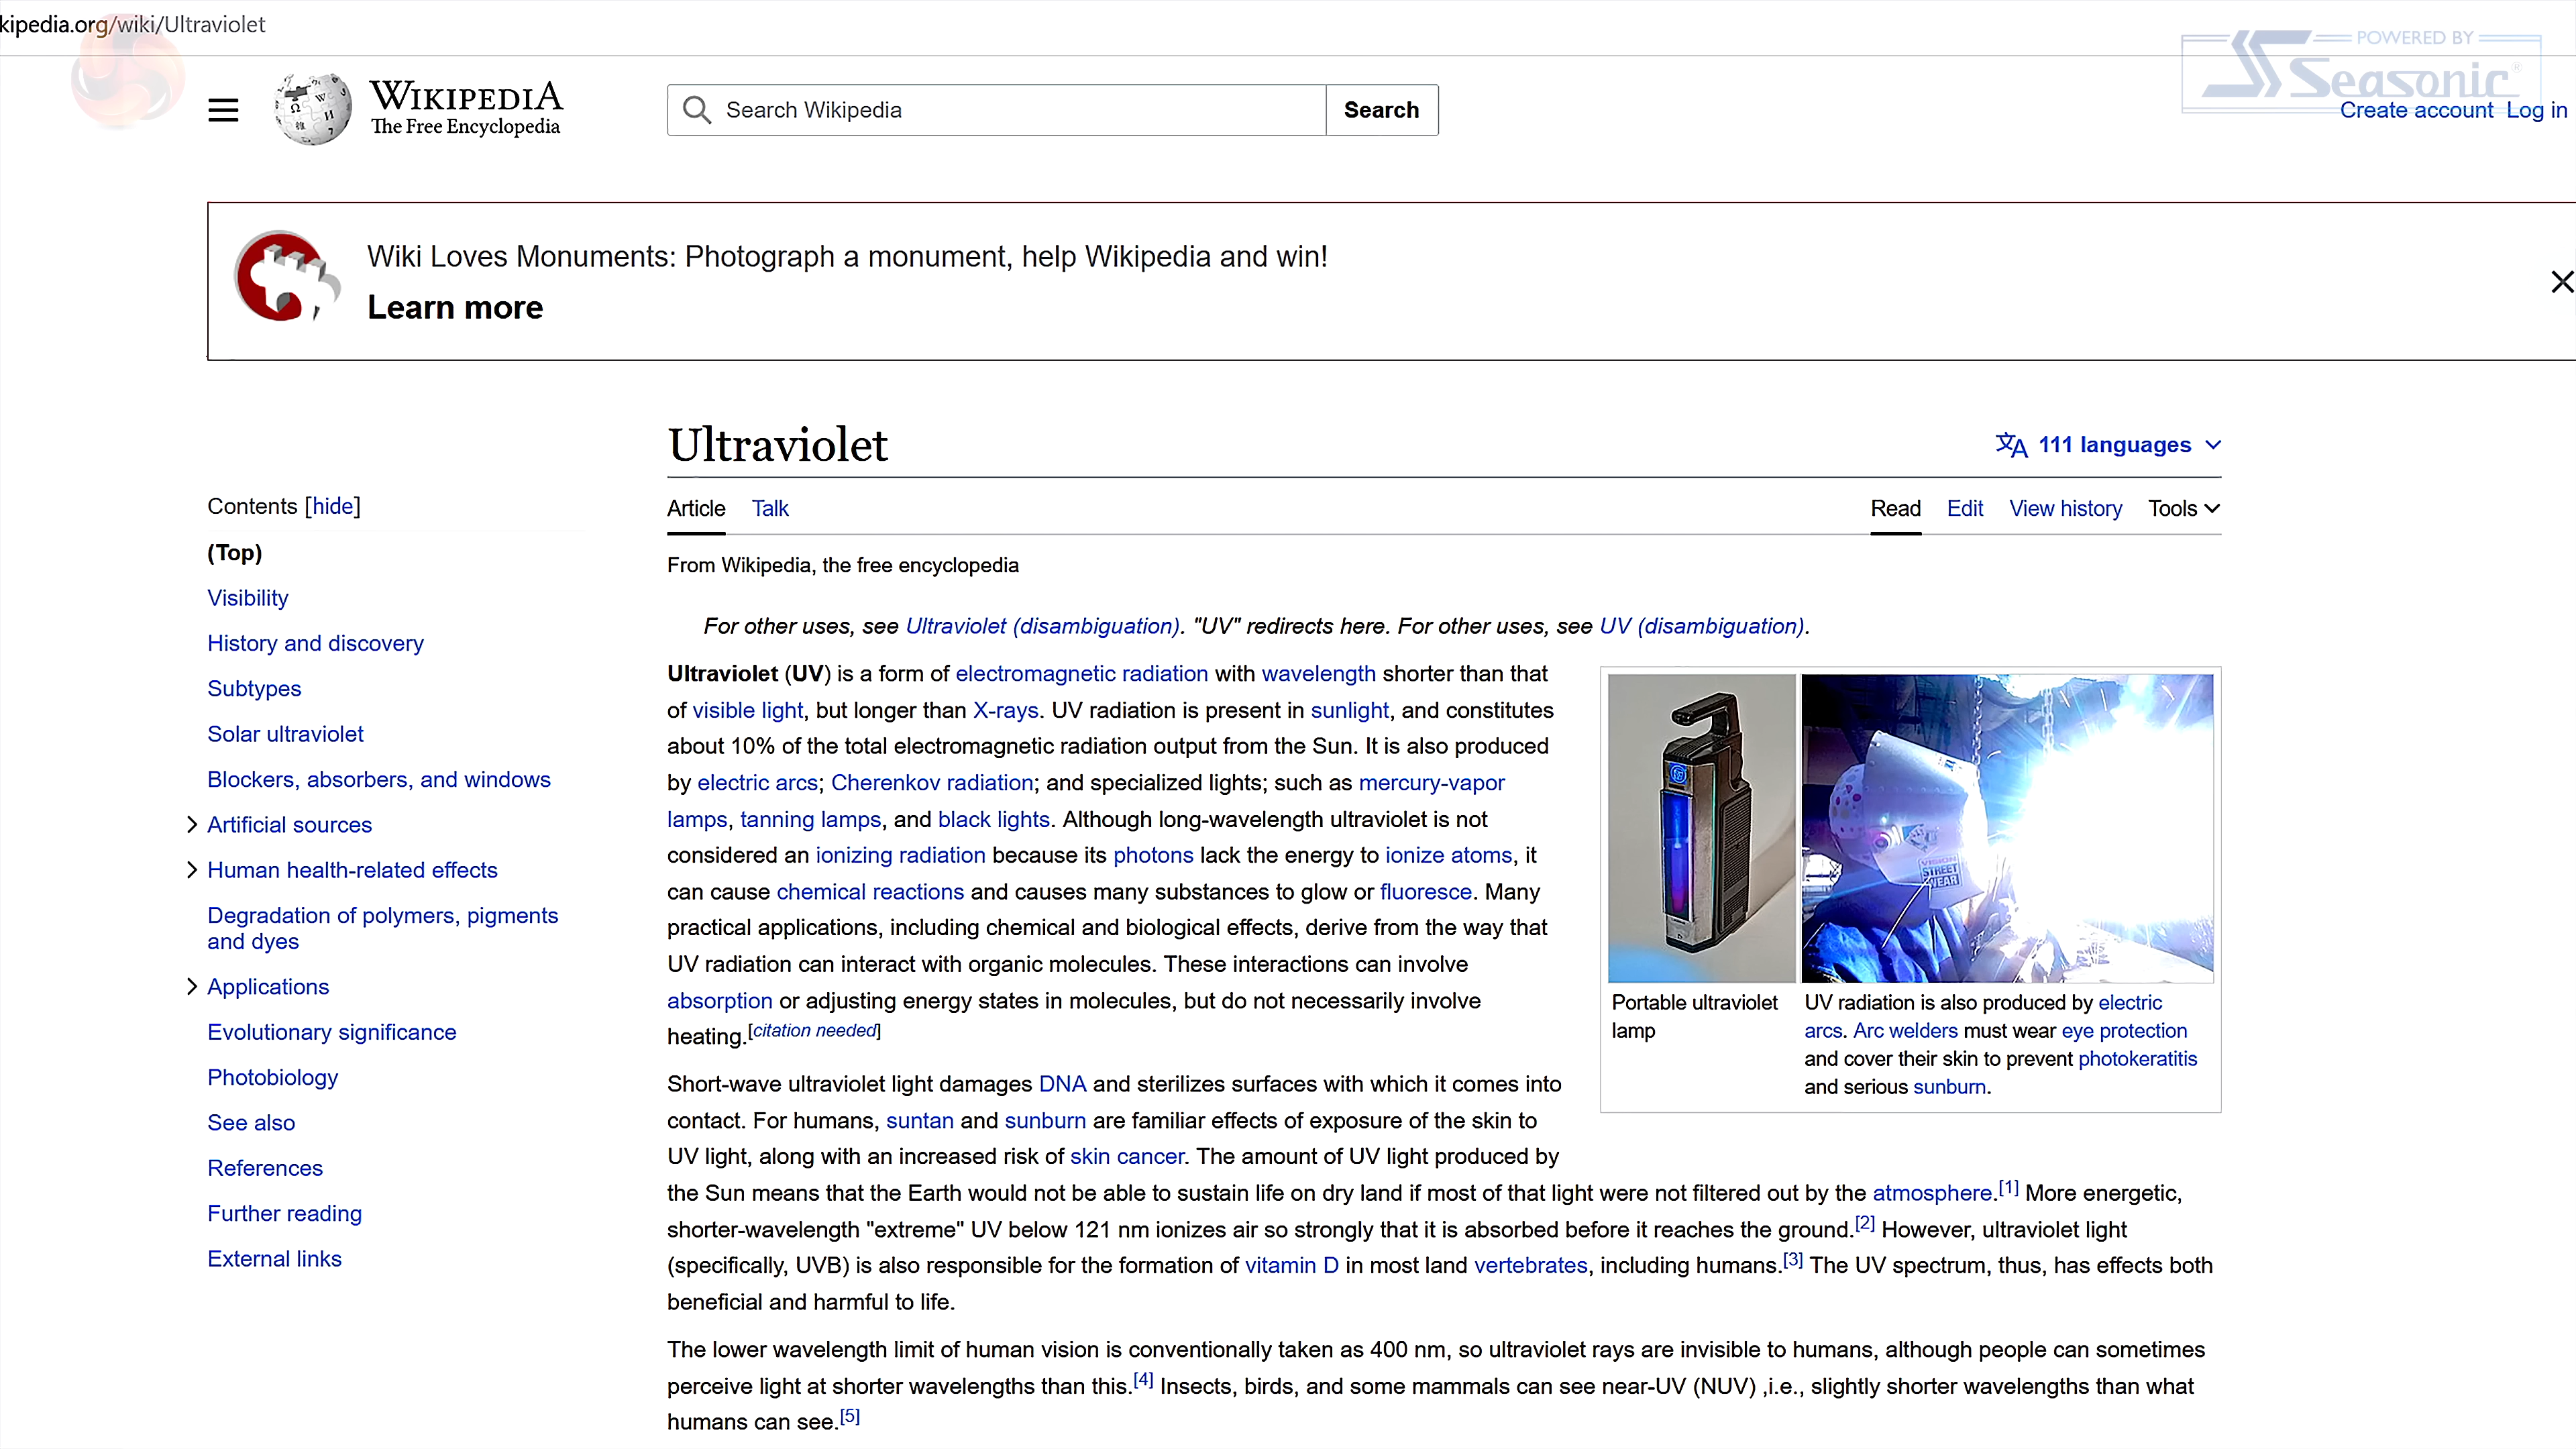 kipedia.org/wiki/Ultraviolet
POWERED BY
Seasonic®
WIKIPEDIA
The Free Encyclopedia
Search Wikipedia
Search
Create account Log in
Wiki Loves Monuments: Photograph a monument, help Wikipedia and win!
Learn more
Ultraviolet
111 languages
Contents [hide]
(Top)
Visibility
History and discovery
Subtypes
Solar ultraviolet
Blockers, absorbers, and windows
Artificial sources
Human health-related effects
Degradation of polymers, pigments
and dyes
Applications
Evolutionary significance
Photobiology
See also
References
Further reading
External links
Article Talk
Read Edit View history Tools
From Wikipedia, the free encyclopedia
For other uses, see Ultraviolet (disambiguation). "UV" redirects here. For other uses, see UV (disambiguation).
Ultraviolet (UV) is a form of electromagnetic radiation with wavelength shorter than that
of visible light, but longer than X-rays. UV radiation is present in sunlight, and constitutes
about 10% of the total electromagnetic radiation output from the Sun. It is also produced
by electric arcs; Cherenkov radiation; and specialized lights; such as mercury-vapor
lamps, tanning lamps, and black lights. Although long-wavelength ultraviolet is not
considered an ionizing radiation because its photons lack the energy to ionize atoms, it
can cause chemical reactions and causes many substances to glow or fluoresce. Many
practical applications, including chemical and biological effects, derive from the way that
UV radiation can interact with organic molecules. These interactions can involve
absorption or adjusting energy states in molecules, but do not necessarily involve
heating.[citation needed]
VISION
STREET
WEAR
Portable ultraviolet
lamp
UV radiation is also produced by electric
arcs. Arc welders must wear eye protection
and cover their skin to prevent photokeratitis
and serious sunburn.
Short-wave ultraviolet light damages DNA and sterilizes surfaces with which it comes into
contact. For humans, suntan and sunburn are familiar effects of exposure of the skin to
UV light, along with an increased risk of skin cancer. The amount of UV light produced by
the Sun means that the Earth would not be able to sustain life on dry land if most of that light were not filtered out by the atmosphere.[1] More energetic,
shorter-wavelength "extreme" UV below 121 nm ionizes air so strongly that it is absorbed before it reaches the ground.[2] However, ultraviolet light
(specifically, UVB) is also responsible for the formation of vitamin D in most land vertebrates, including humans.[3] The UV spectrum, thus, has effects both
beneficial and harmful to life.
The lower wavelength limit of human vision is conventionally taken as 400 nm, so ultraviolet rays are invisible to humans, although people can sometimes
perceive light at shorter wavelengths than this.[4] Insects, birds, and some mammals can see near-UV (NUV) ,i.e., slightly shorter wavelengths than what
humans can see.[5]